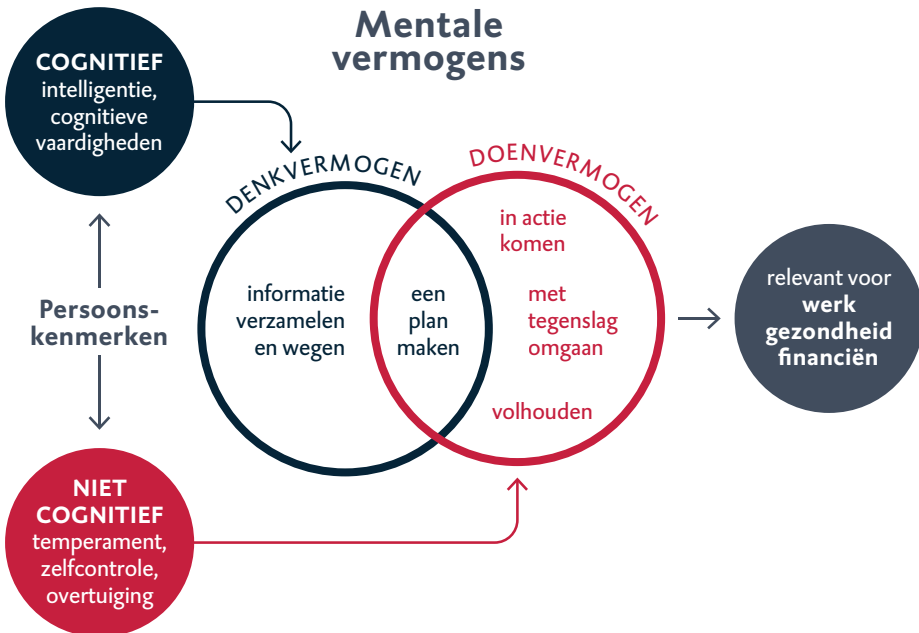 Mentale
vermogens
COGNITIEF
intelligentie,
cognitieve
vaardigheden
Persoons-
kenmerken
NIET
COGNITIEF
temperament,
zelfcontrole,
overtuiging
DENKVERMOGEN
informatie
verzamelen
en wegen
een
plan
maken
DOENVERMOGEN
in actie
komen
met
tegenslag
omgaan
volhouden
relevant voor
werk
gezondheid
financiën